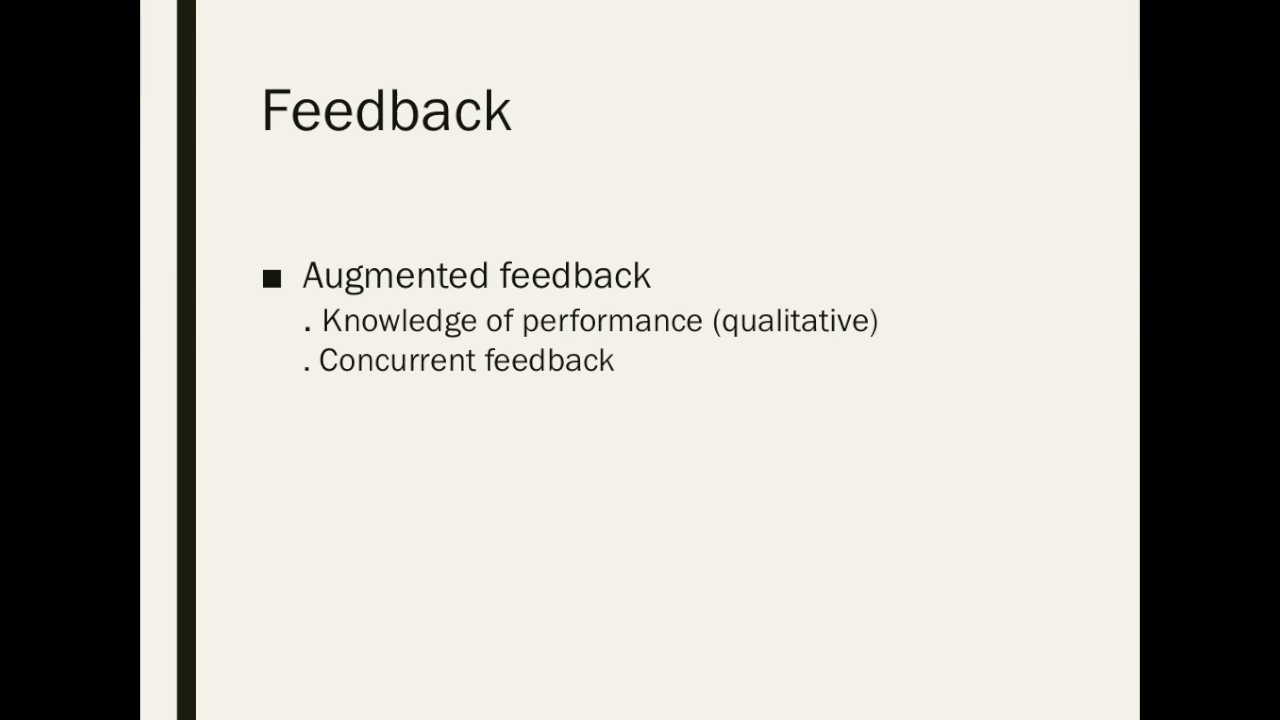 Feedback
■ Augmented feedback
. Knowledge of performance (qualitative)
. Concurrent feedback